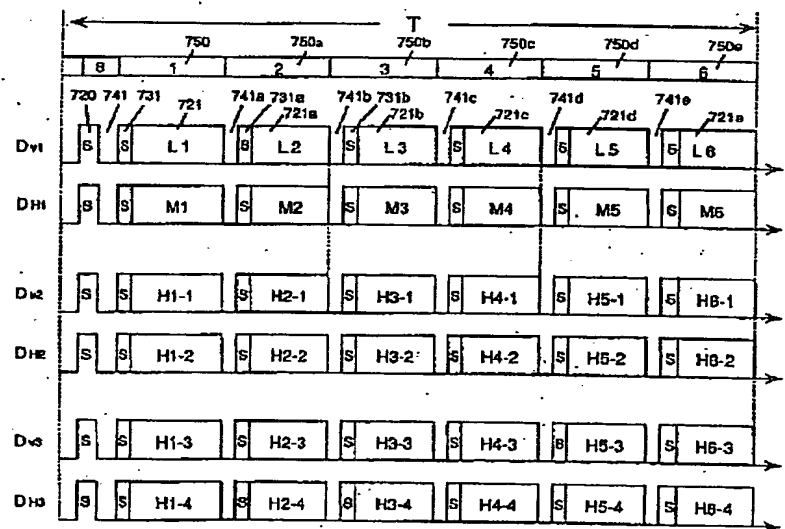 T
750 750a 750b 750c 750d 750e
S 1 2 3 4 5 6
720 741 731 721 741a 731a 741b 731b 741c 741d 741e
721a 721b 721c 721d 721e
Dv1 S S L1 S L2 S L3 S L4 S L5 S L6
DH1 S S M1 S M2 S M3 S M4 S M5 S M6
Dv2 S S H1-1 S H2-1 S H3-1 S H4-1 S H5-1 S H6-1
DH2 S S H1-2 S H2-2 S H3-2 S H4-2 S H5-2 S H6-2
Dv3 S S H1-3 S H2-3 S H3-3 S H4-3 S H5-3 S H6-3
DH3 S S H1-4 S H2-4 S H3-4 S H4-4 S H5-4 S H6-4